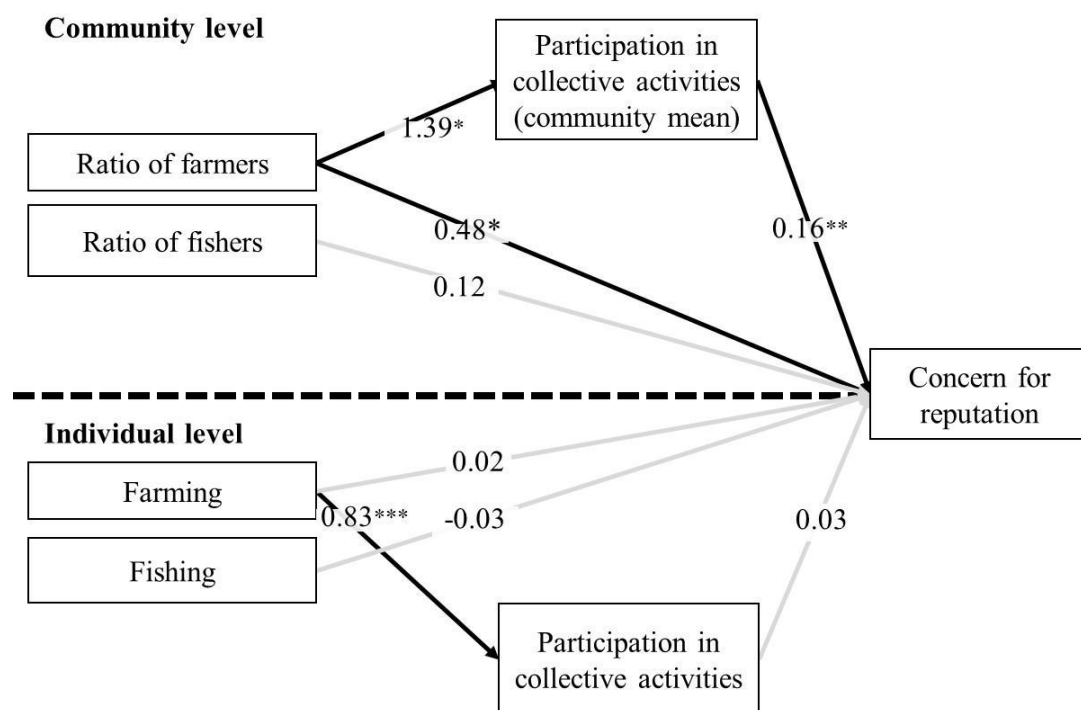 Community level
Participation in
collective activities
(community mean)
1.39*
Ratio of farmers
Ratio of fishers
0.48*
0.16**
0.12
Concern for
reputation
Individual level
Farming
0.02
0.83***
-0.03
0.03
Fishing
Participation in
collective activities